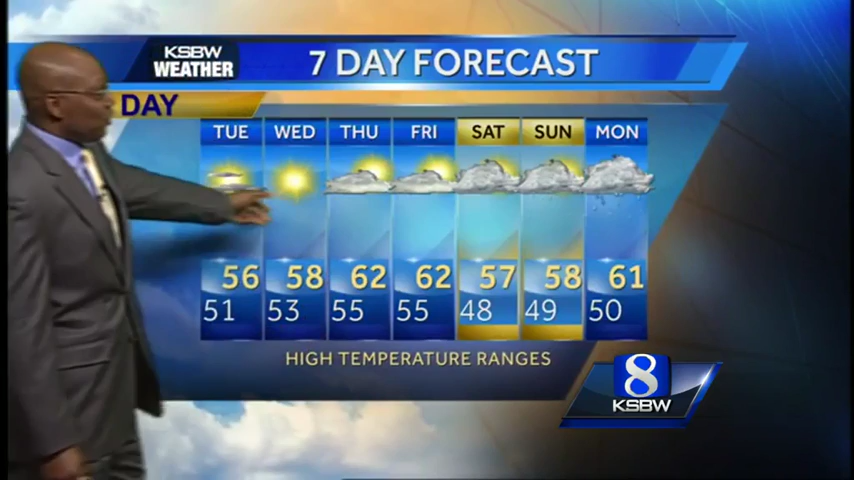 KSBW
WEATHER
7 DAY FORECAST
DAY
TUE WED THU FRI SAT SUN MON
56 58 62 62 57 58 61
51 53 55 55 48 49 50
HIGH TEMPERATURE RANGES
8
KSBW